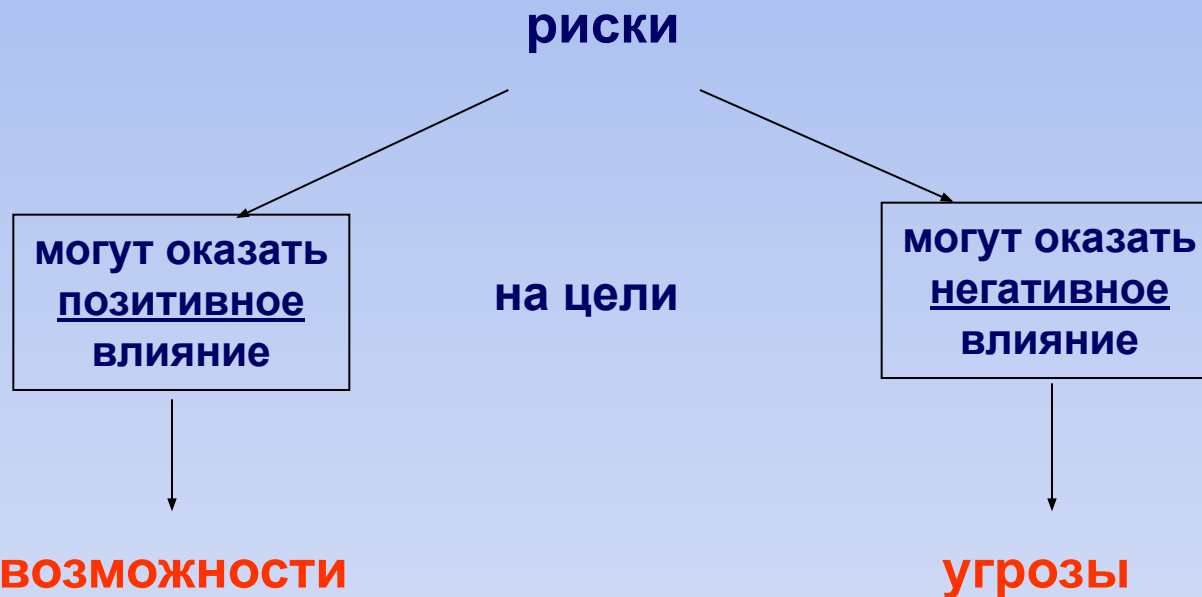 риски
могут оказать
позитивное
влияние
на цели
могут оказать
негативное
влияние
возможности
угрозы